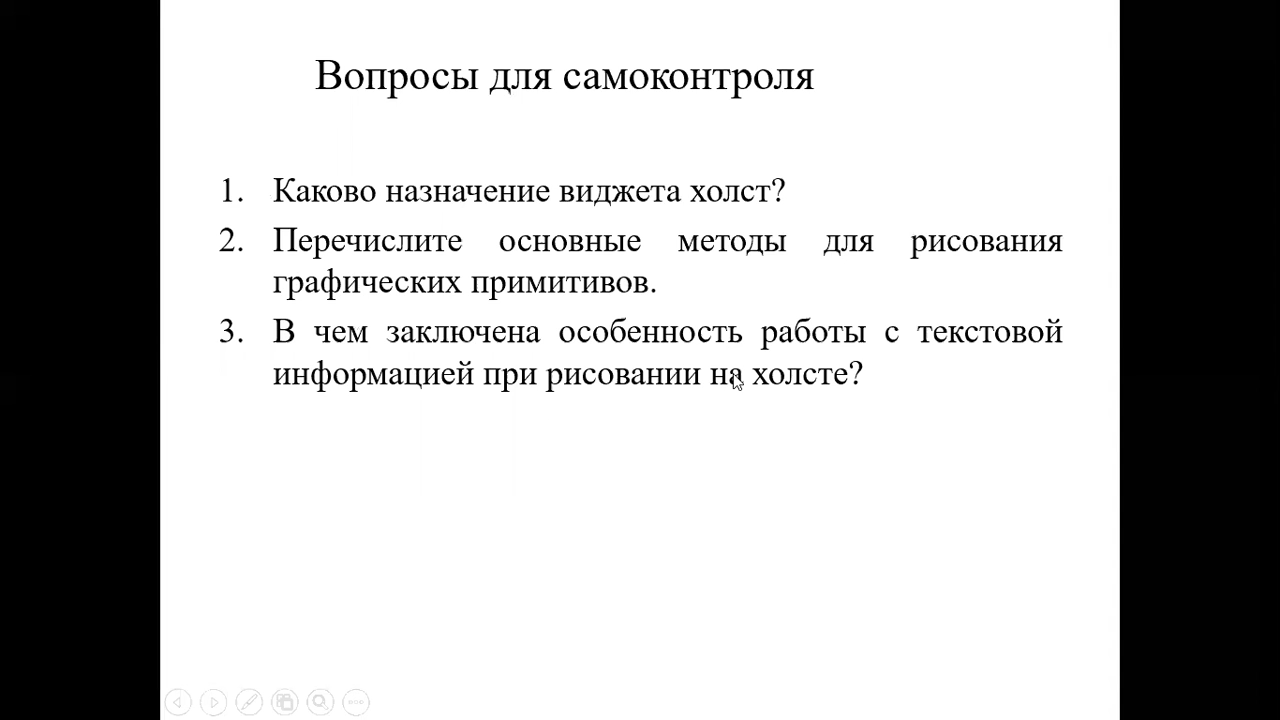 Вопросы для самоконтроля
1. Каково назначение виджета холст?
2. Перечислите основные методы для рисования
графических примитивов.
3. В чем заключена особенность работы с текстовой
информацией при рисовании на холсте?